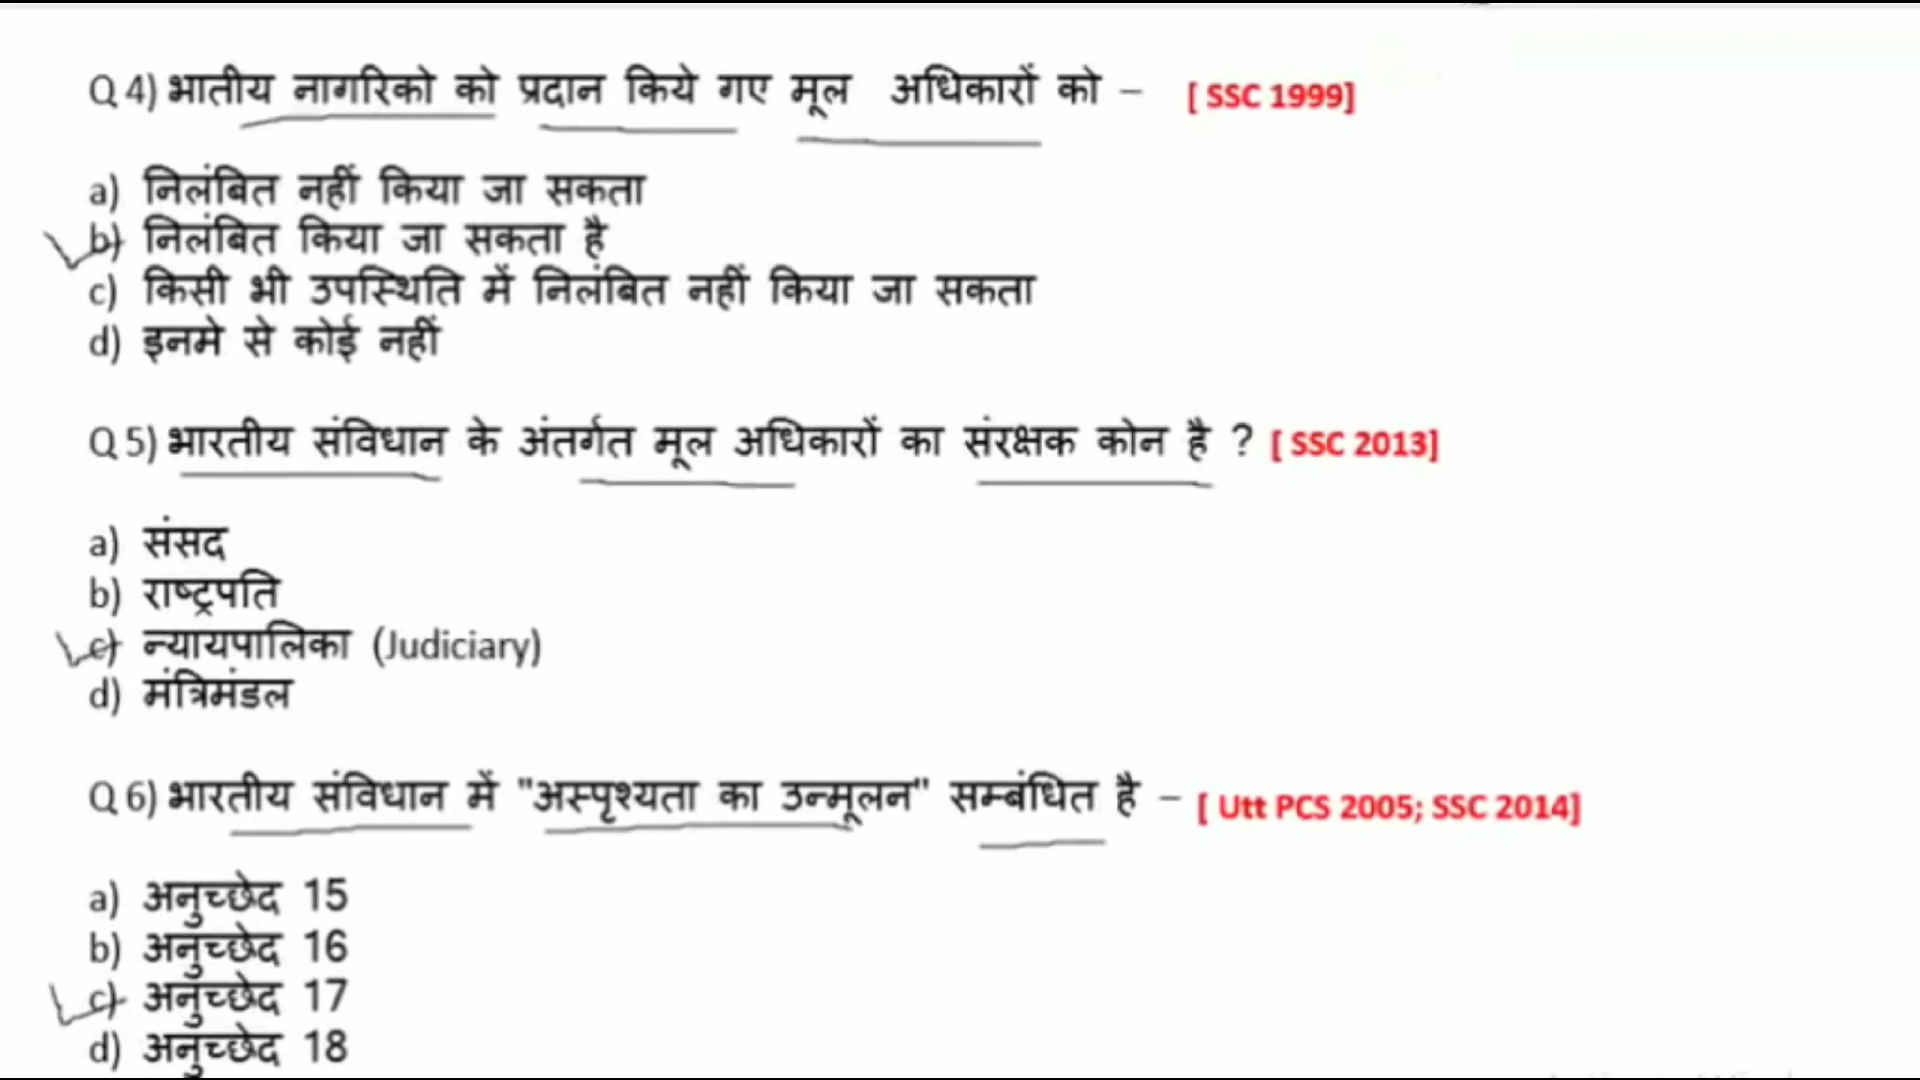 Q 4) भातीय नागरिको को प्रदान किये गए मूल अधिकारों को – [ SSC 1999]
a) निलंबित नहीं किया जा सकता
b) निलंबित किया जा सकता है
c) किसी भी उपस्थिति में निलंबित नहीं किया जा सकता
d) इनमे से कोई नहीं
Q 5) भारतीय संविधान के अंतर्गत मूल अधिकारों का संरक्षक कोन है ? [ SSC 2013]
a) संसद
b) राष्ट्रपति
c) न्यायपालिका (Judiciary)
d) मंत्रिमंडल
Q 6) भारतीय संविधान में "अस्पृश्यता का उन्मूलन" सम्बंधित है – [ Utt PCS 2005; SSC 2014]
a) अनुच्छेद 15
b) अनुच्छेद 16
c) अनुच्छेद 17
d) अनुच्छेद 18